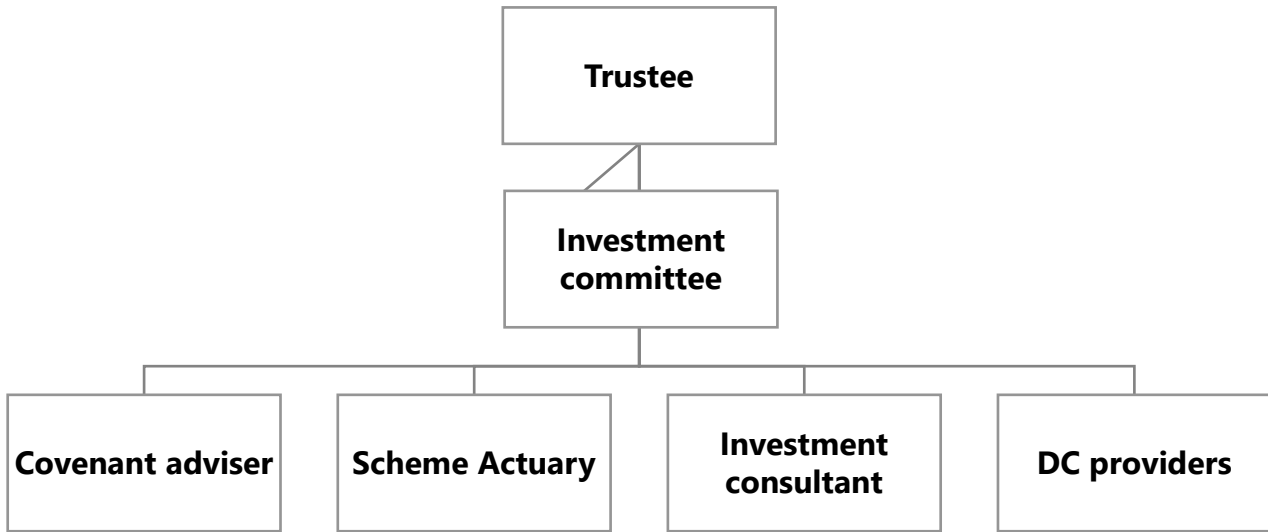 Trustee
Investment
committee
Covenant adviser
Scheme Actuary
Investment
consultant
DC providers